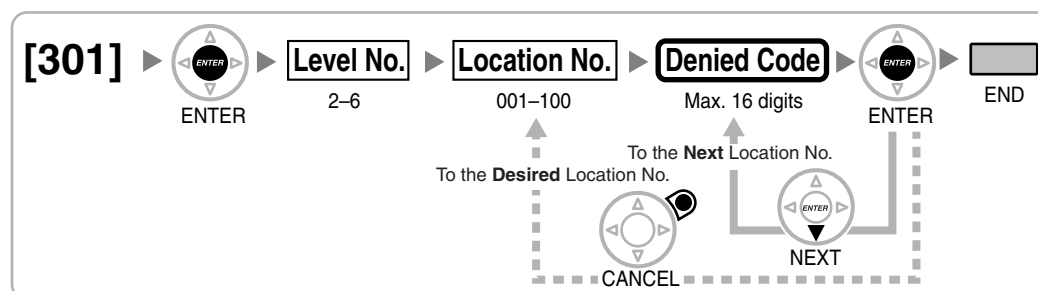 [301] ENTER Level No. Location No. Denied Code ENTER
ENTER 2–6 001–100 Max. 16 digits ENTER END
To the Next Location No.
To the Desired Location No.
ENTER
NEXT
CANCEL